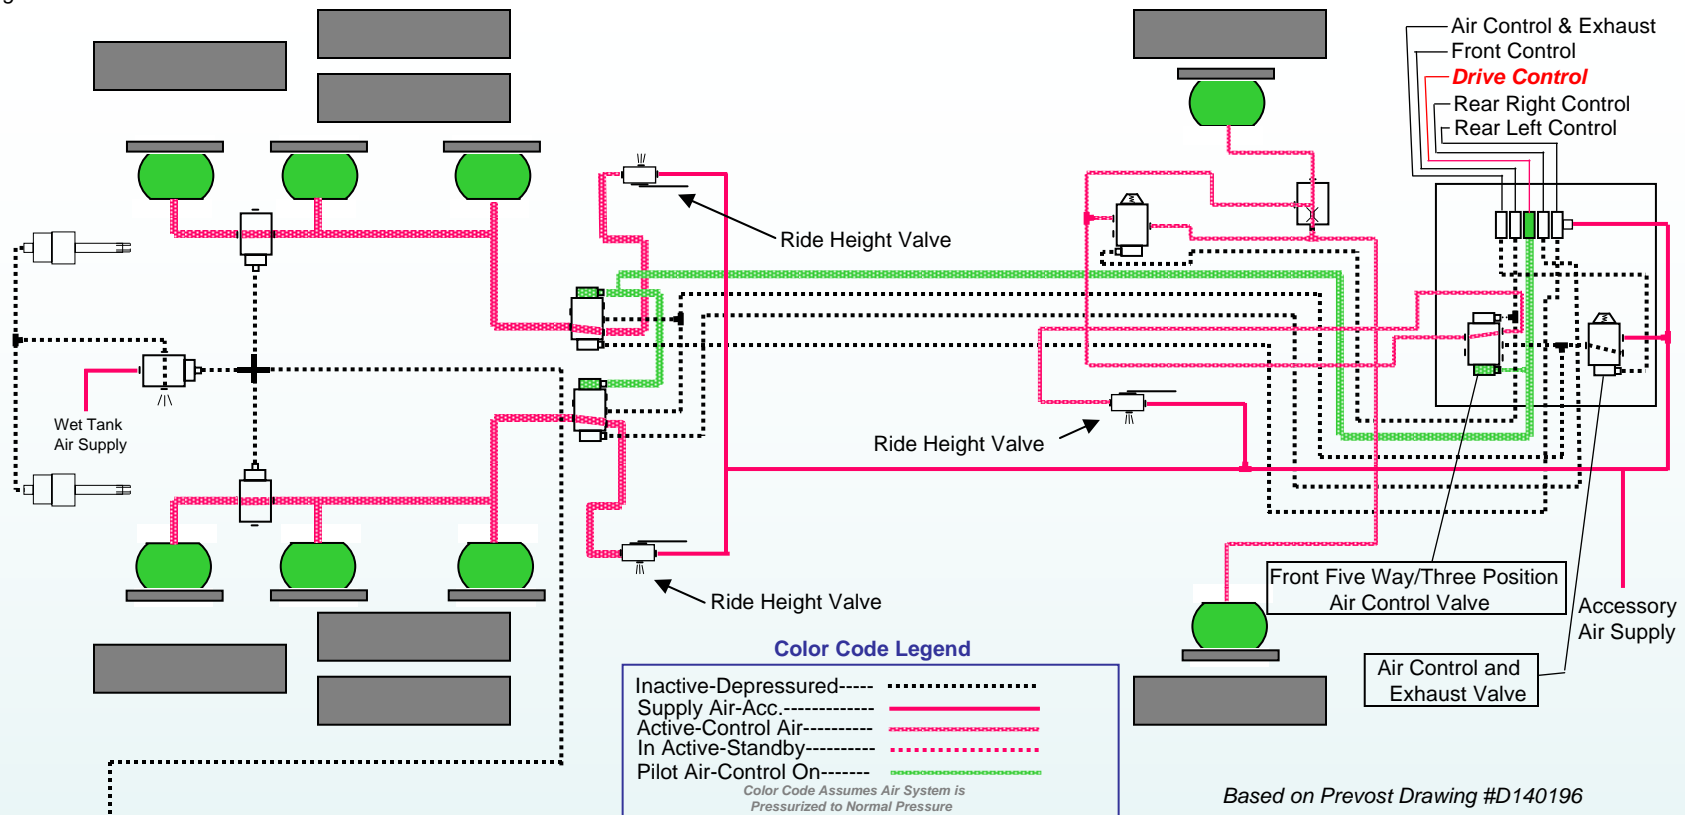 g
Air Control & Exhaust
Front Control
Drive Control
Rear Right Control
Rear Left Control
Ride Height Valve
Wet Tank
Air Supply
Ride Height Valve
Ride Height Valve
Front Five Way/Three Position
Air Control Valve
Accessory
Air Supply
Air Control and
Exhaust Valve
Color Code Legend
Inactive-Depressured-----
Supply Air-Acc.-------------
Active-Control Air----------
In Active-Standby----------
Pilot Air-Control On-------
Color Code Assumes Air System is
Pressurized to Normal Pressure
Based on Prevost Drawing #D140196